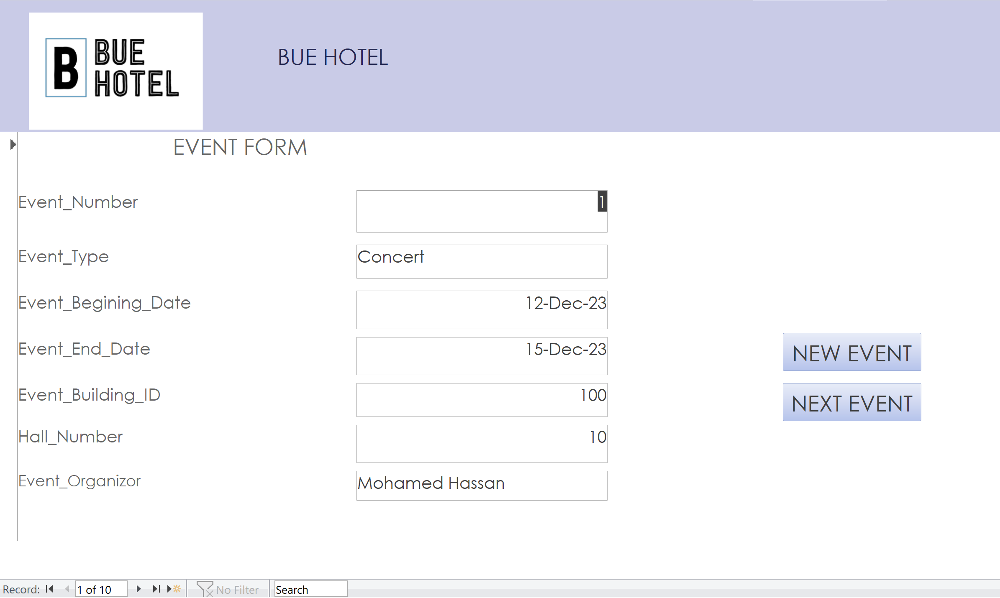 B BUE
HOTEL
BUE HOTEL
EVENT FORM
Event_Number 1
Event_Type Concert
Event_Begining_Date 12-Dec-23
Event_End_Date 15-Dec-23
NEW EVENT
Event_Building_ID 100
NEXT EVENT
Hall_Number 10
Event_Organizor Mohamed Hassan
Record: 1 of 10 No Filter Search